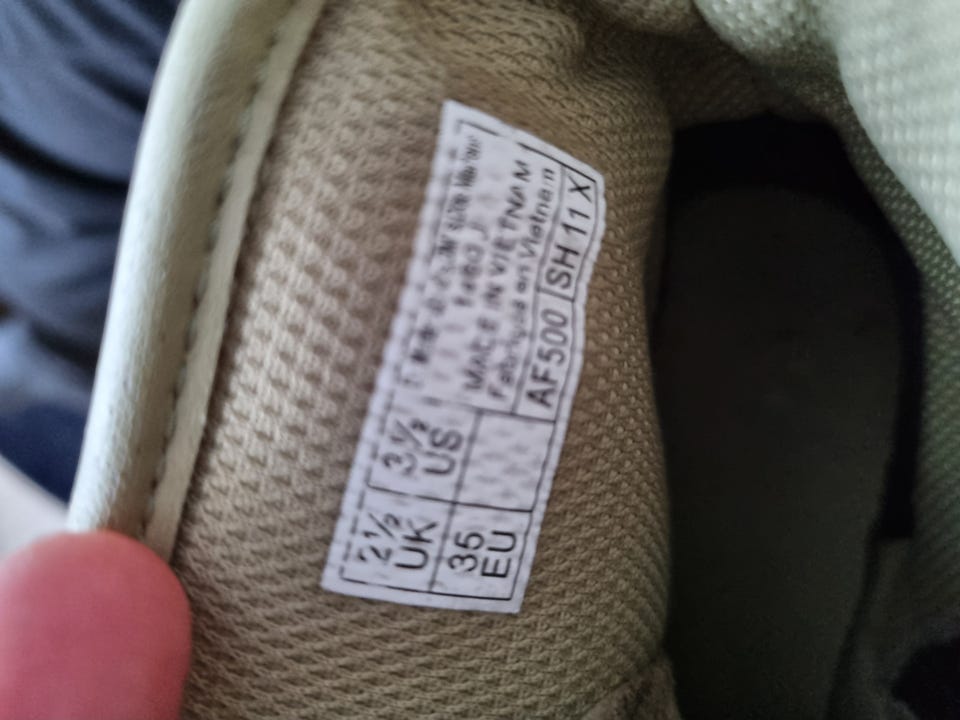 2½ UK
3½ US
35 EU
MADE IN VIETNAM
Fabriqué en Vietnam
AF500
SH 11 X